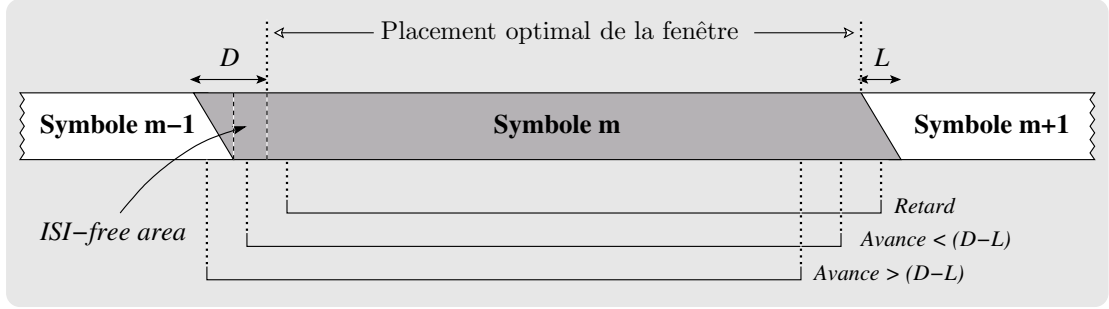 Placement optimal de la fenêtre
D
L
Symbole m−1
Symbole m
Symbole m+1
ISI−free area
Retard
Avance < (D−L)
Avance > (D−L)